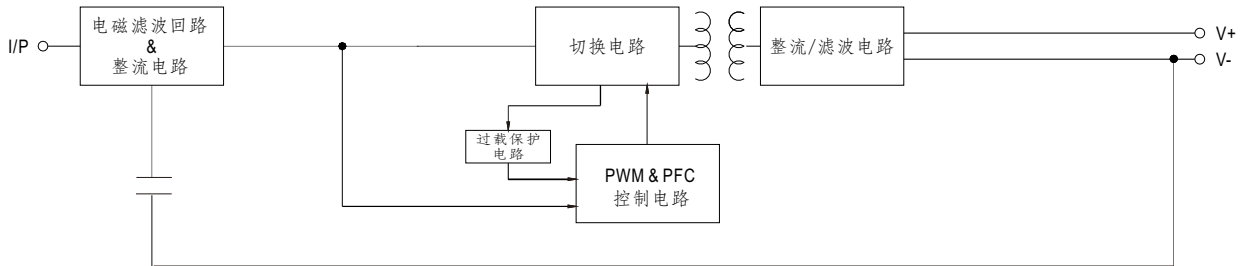 I/P
电磁滤波回路
&
整流电路
切换电路
整流/滤波电路
V+
V-
过载保护
电路
PWM & PFC
控制电路